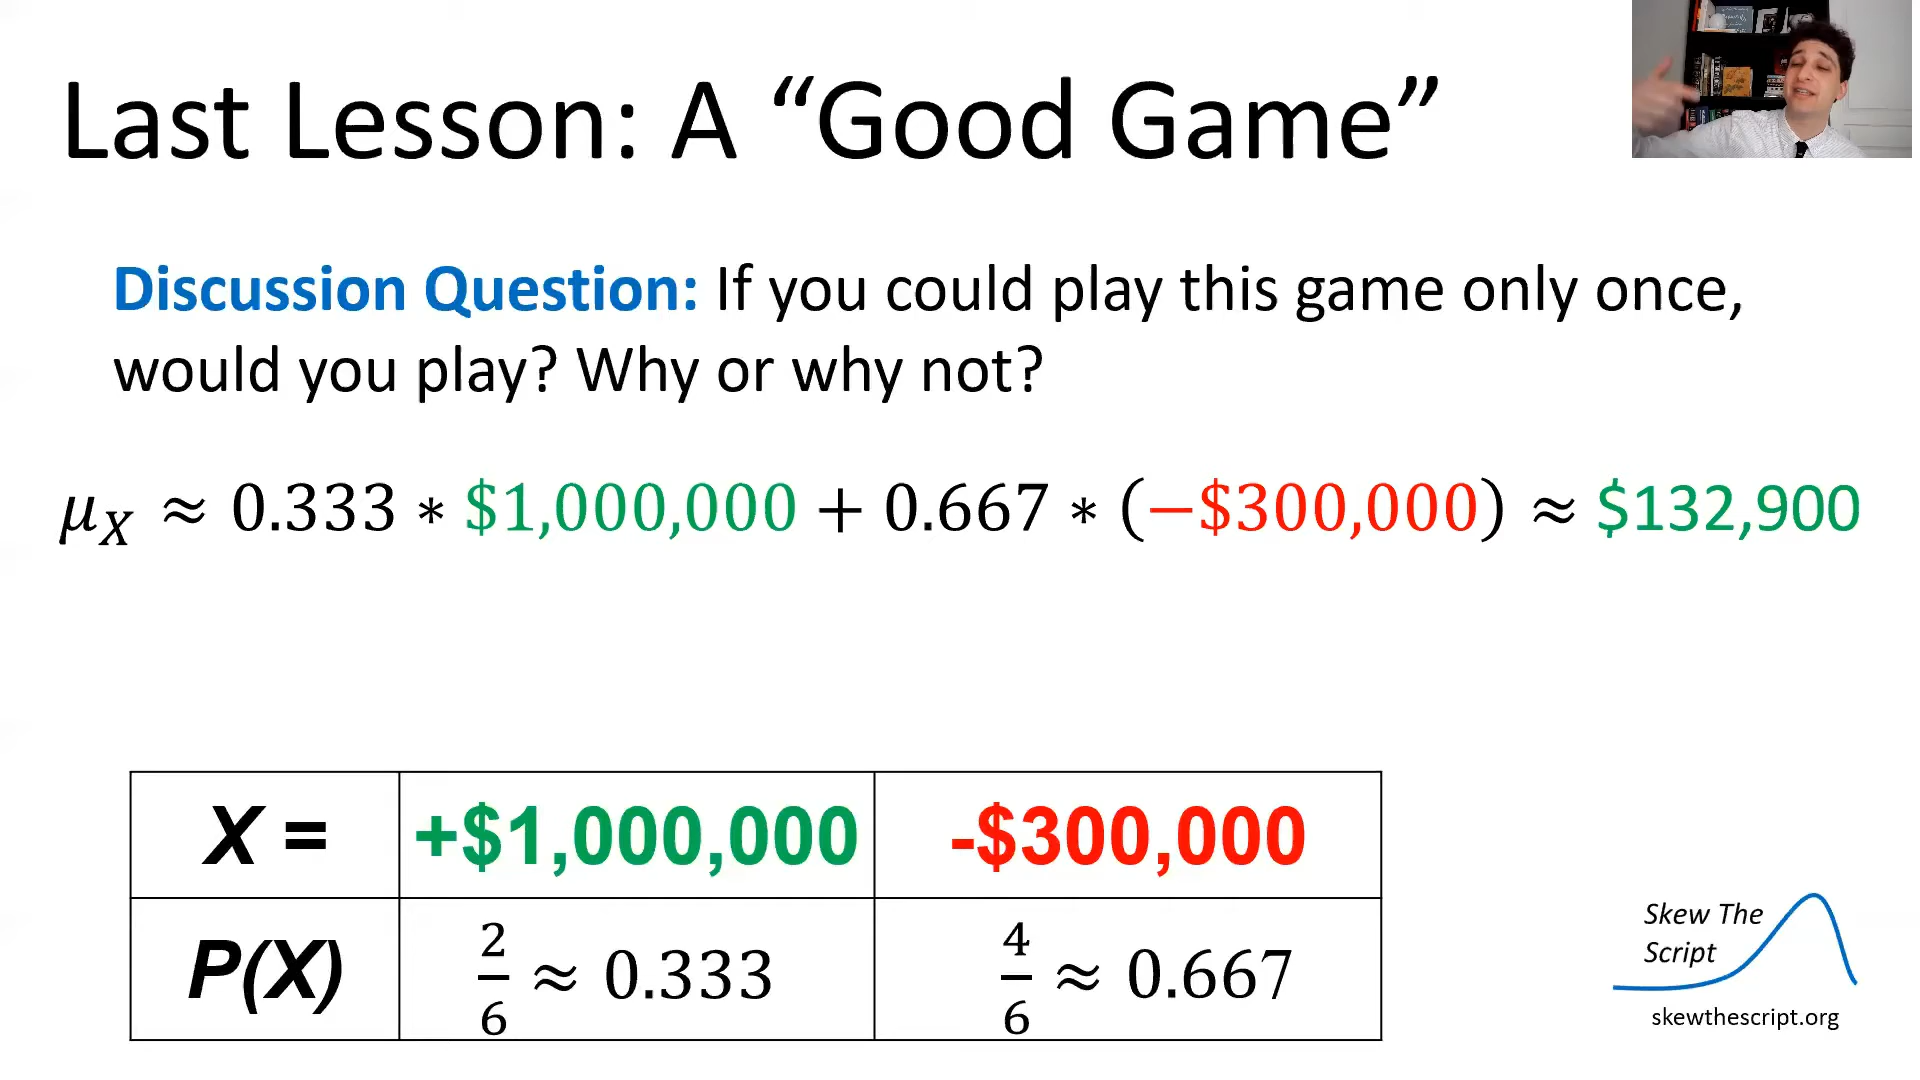 Last Lesson: A “Good Game”
Discussion Question: If you could play this game only once,
would you play? Why or why not?
μX ≈ 0.333 * $1,000,000 + 0.667 * (−$300,000) ≈ $132,900
X = +$1,000,000 -$300,000
P(X) 2/6 ≈ 0.333 4/6 ≈ 0.667
Skew The
Script
skewthescript.org